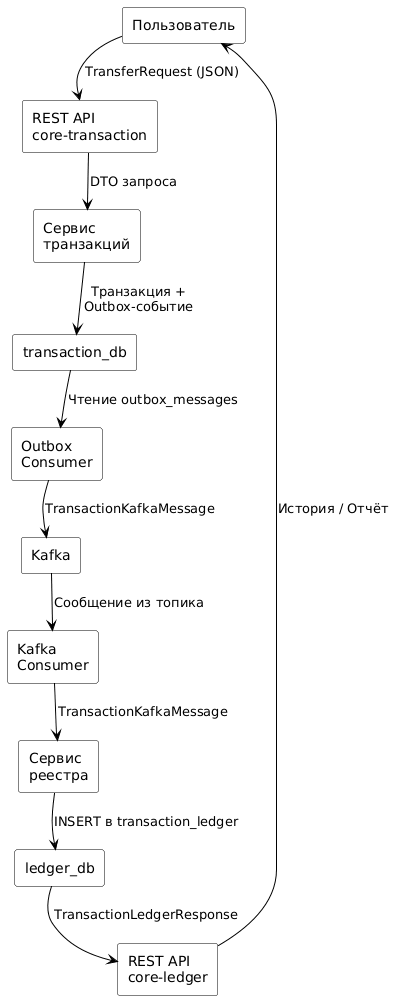 Пользователь
TransferRequest (JSON)
REST API
core-transaction
DTO запроса
Сервис
транзакций
Транзакция +
Outbox-событие
transaction_db
Чтение outbox_messages
Outbox
Consumer
TransactionKafkaMessage
История / Отчёт
Kafka
Сообщение из топика
Kafka
Consumer
TransactionKafkaMessage
Сервис
реестра
INSERT в transaction_ledger
ledger_db
TransactionLedgerResponse
REST API
core-ledger